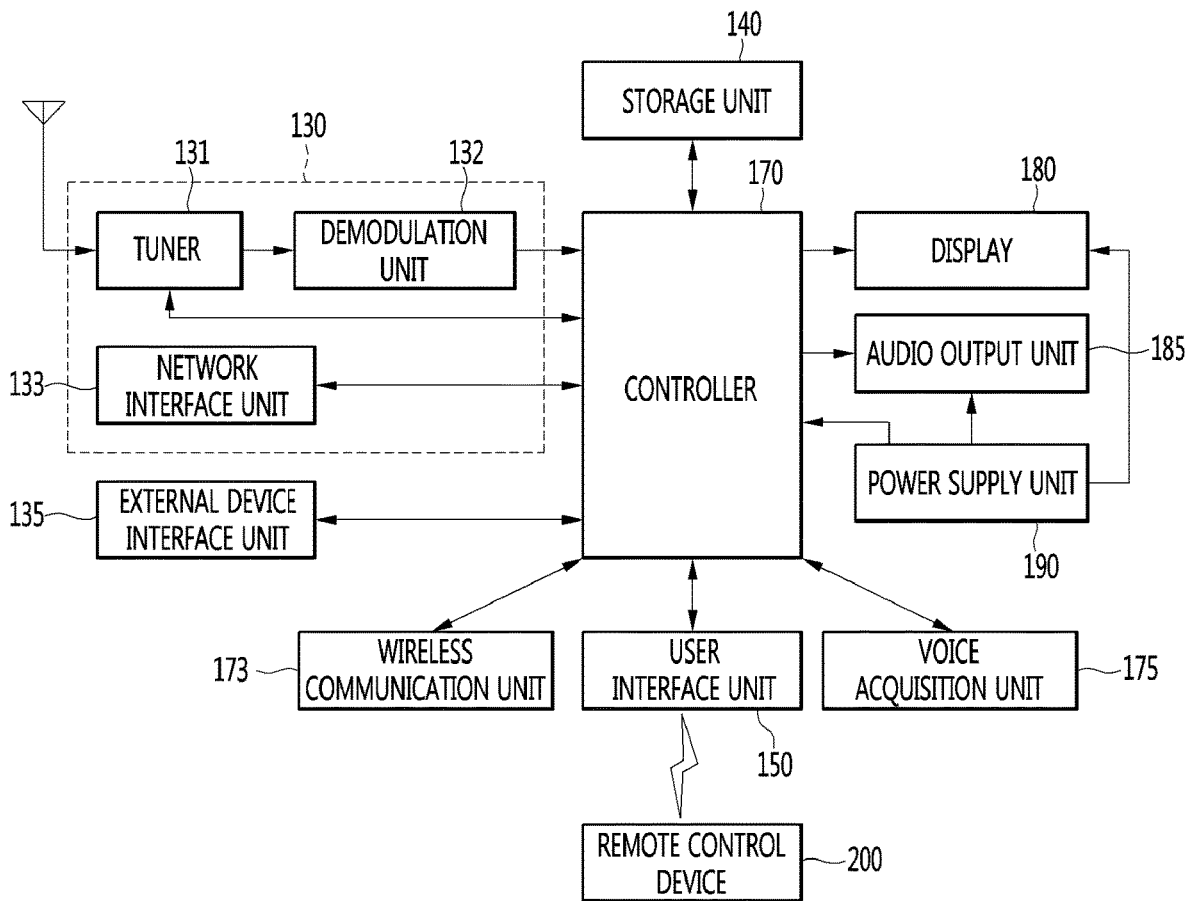 140
STORAGE UNIT
130
131
132
170
180
TUNER
DEMODULATION
UNIT
DISPLAY
AUDIO OUTPUT UNIT
185
133
NETWORK
INTERFACE UNIT
CONTROLLER
POWER SUPPLY UNIT
190
135
EXTERNAL DEVICE
INTERFACE UNIT
173
WIRELESS
COMMUNICATION UNIT
USER
INTERFACE UNIT
150
VOICE
ACQUISITION UNIT
175
REMOTE CONTROL
DEVICE
200